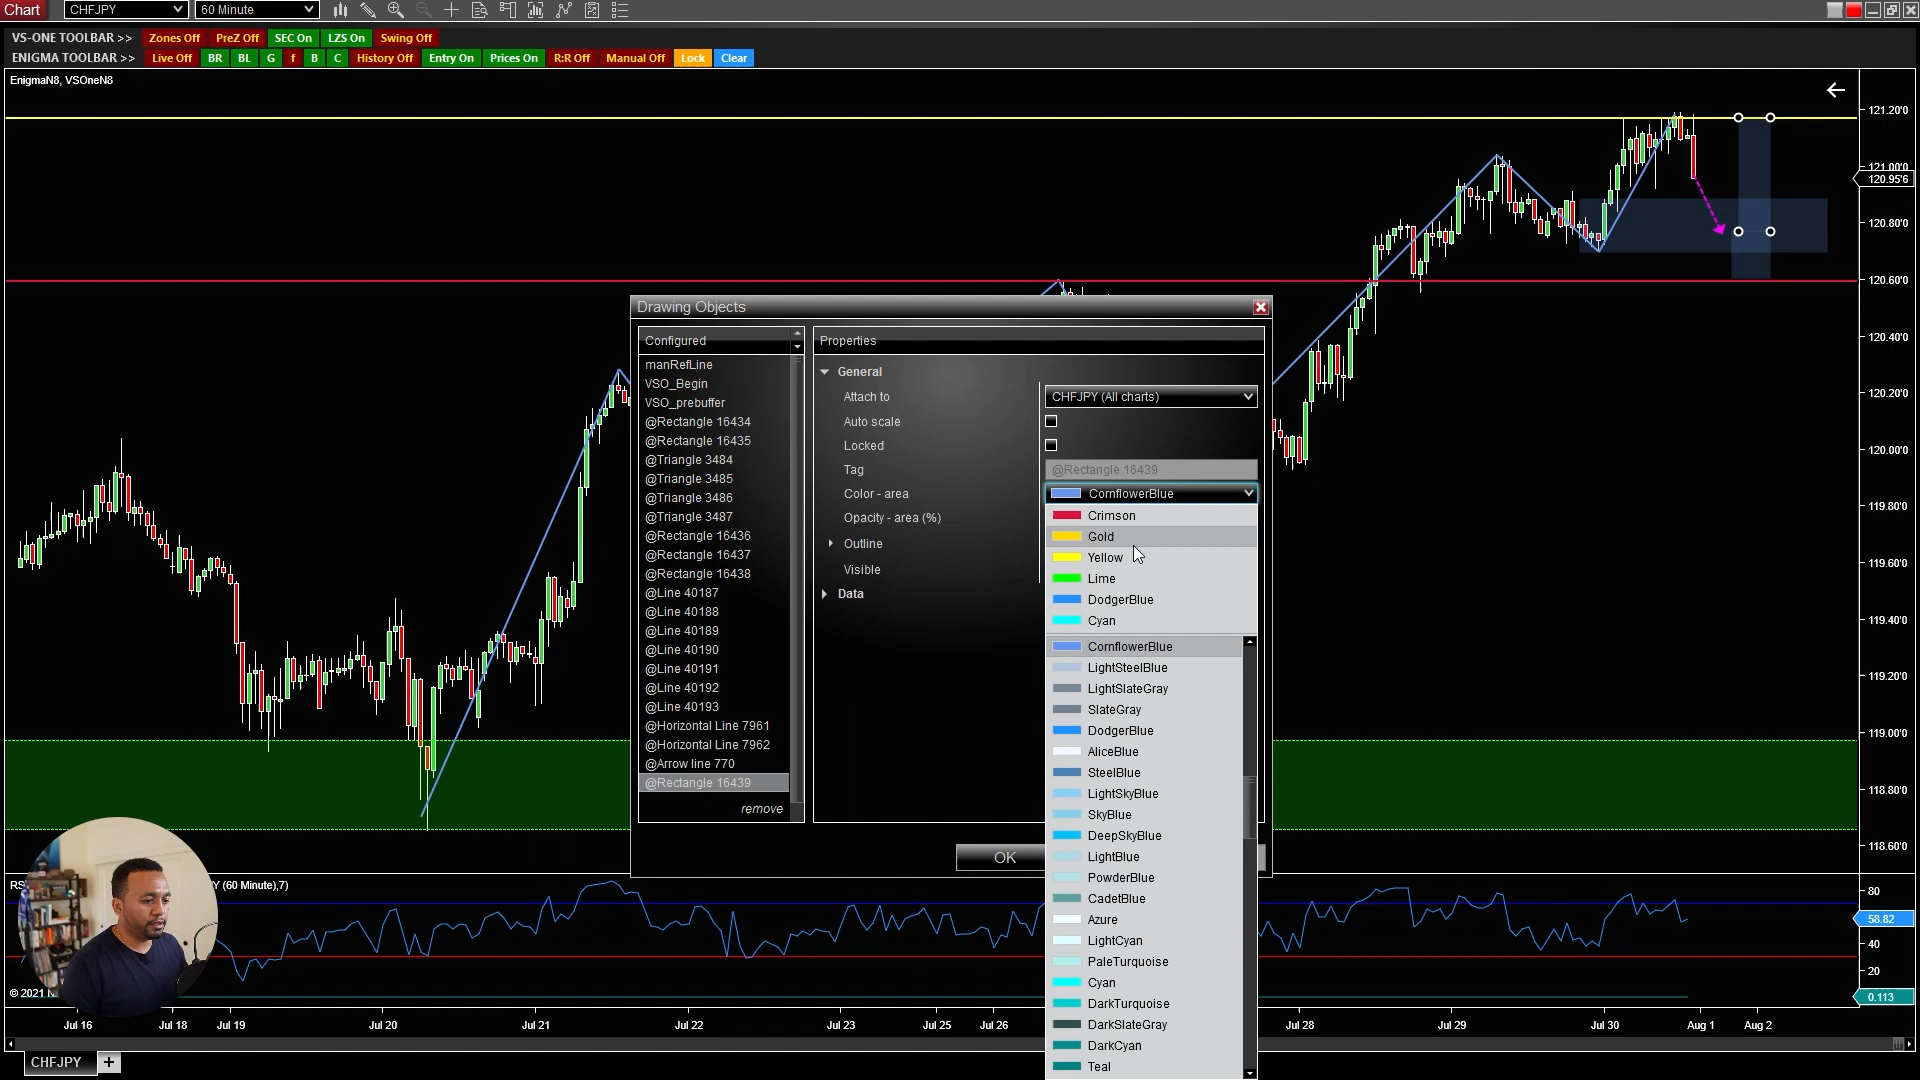 Chart CHFJPY 60 Minute
VS-ONE TOOLBAR >> Zones Off PreZ Off SEC On LZS On Swing Off
ENIGMA TOOLBAR >> Live Off BR BL G f B C History Off Entry On Prices On R:R Off Manual Off Lock Clear
EnigmaN8, VSOneN8
121.20'0
121.00'0
120.95'6
120.80'0
120.60'0
120.40'0
120.20'0
120.00'0
119.80'0
119.60'0
119.40'0
119.20'0
119.00'0
118.80'0
118.60'0
Drawing Objects
Configured
manRefLine
VSO_Begin
VSO_prebuffer
@Rectangle 16434
@Rectangle 16435
@Triangle 3484
@Triangle 3485
@Triangle 3486
@Triangle 3487
@Rectangle 16436
@Rectangle 16437
@Rectangle 16438
@Line 40187
@Line 40188
@Line 40189
@Line 40190
@Line 40191
@Line 40192
@Line 40193
@Horizontal Line 7961
@Horizontal Line 7962
@Arrow line 770
@Rectangle 16439
remove
Properties
General
Attach to CHFJPY (All charts)
Auto scale
Locked
Tag @Rectangle 16439
Color - area CornflowerBlue
Opacity - area (%)
Outline
Visible
Data
Crimson
Gold
Yellow
Lime
DodgerBlue
Cyan
CornflowerBlue
LightSteelBlue
LightSlateGray
SlateGray
DodgerBlue
AliceBlue
SteelBlue
LightSkyBlue
SkyBlue
DeepSkyBlue
LightBlue
PowderBlue
CadetBlue
Azure
LightCyan
PaleTurquoise
Cyan
DarkTurquoise
DarkSlateGray
DarkCyan
Teal
OK
RS Y (60 Minute),7)
80
58.82
40
20
0.113
© 2021 N
Jul 16 Jul 18 Jul 19 Jul 20 Jul 21 Jul 22 Jul 23 Jul 25 Jul 26 Jul 28 Jul 29 Jul 30 Aug 1 Aug 2
CHFJPY +